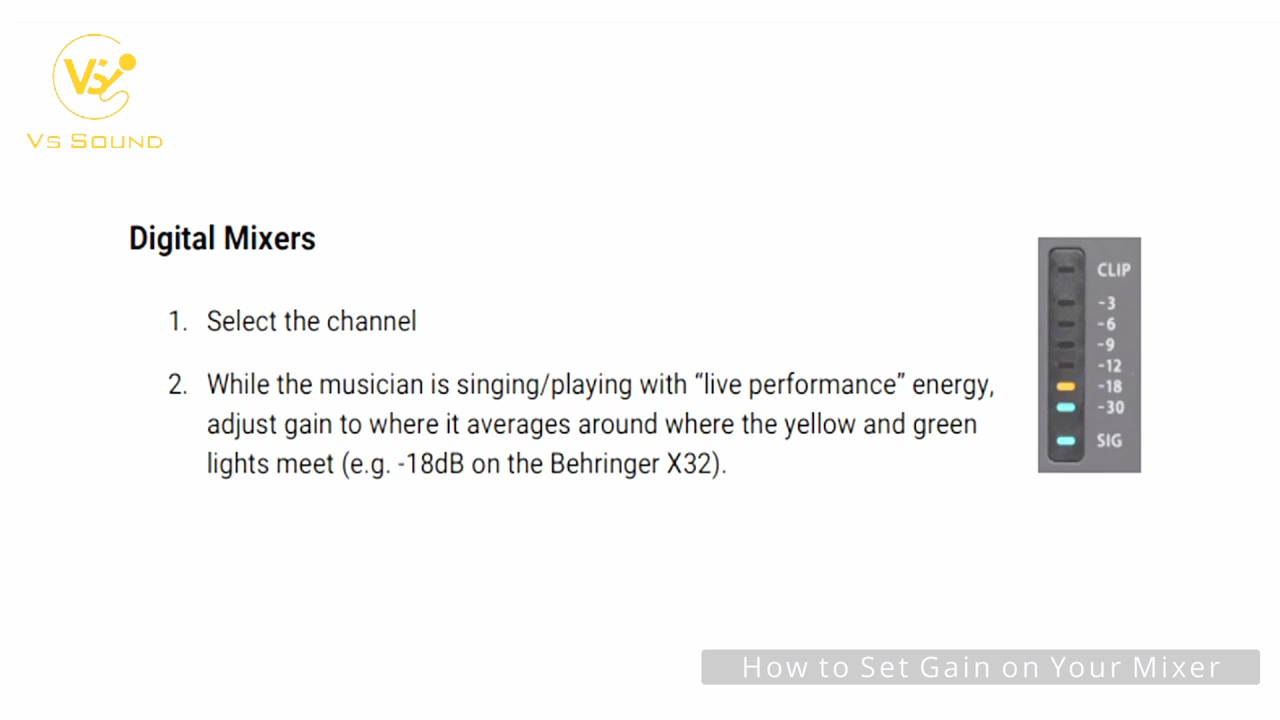 VS
VS SOUND
Digital Mixers
1. Select the channel
2. While the musician is singing/playing with “live performance” energy,
adjust gain to where it averages around where the yellow and green
lights meet (e.g. -18dB on the Behringer X32).
CLIP
-3
-6
-9
-12
-18
-30
SIG
How to Set Gain on Your Mixer